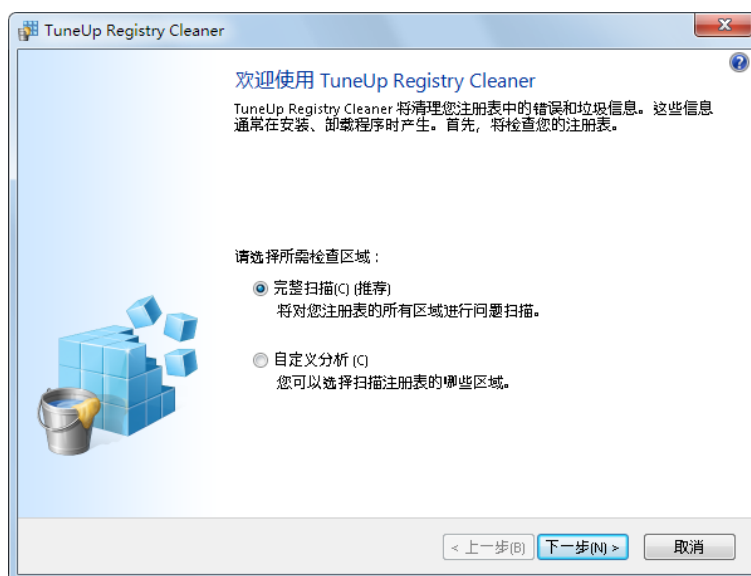 TuneUp Registry Cleaner
欢迎使用 TuneUp Registry Cleaner
TuneUp Registry Cleaner 将清理您注册表中的错误和垃圾信息。这些信息
通常在安装、卸载程序时产生。首先，将检查您的注册表。
请选择所需检查区域：
完整扫描(C) (推荐)
将对您注册表的所有区域进行问题扫描。
自定义分析 (C)
您可以选择扫描注册表的哪些区域。
< 上一步(B) 下一步(N) > 取消